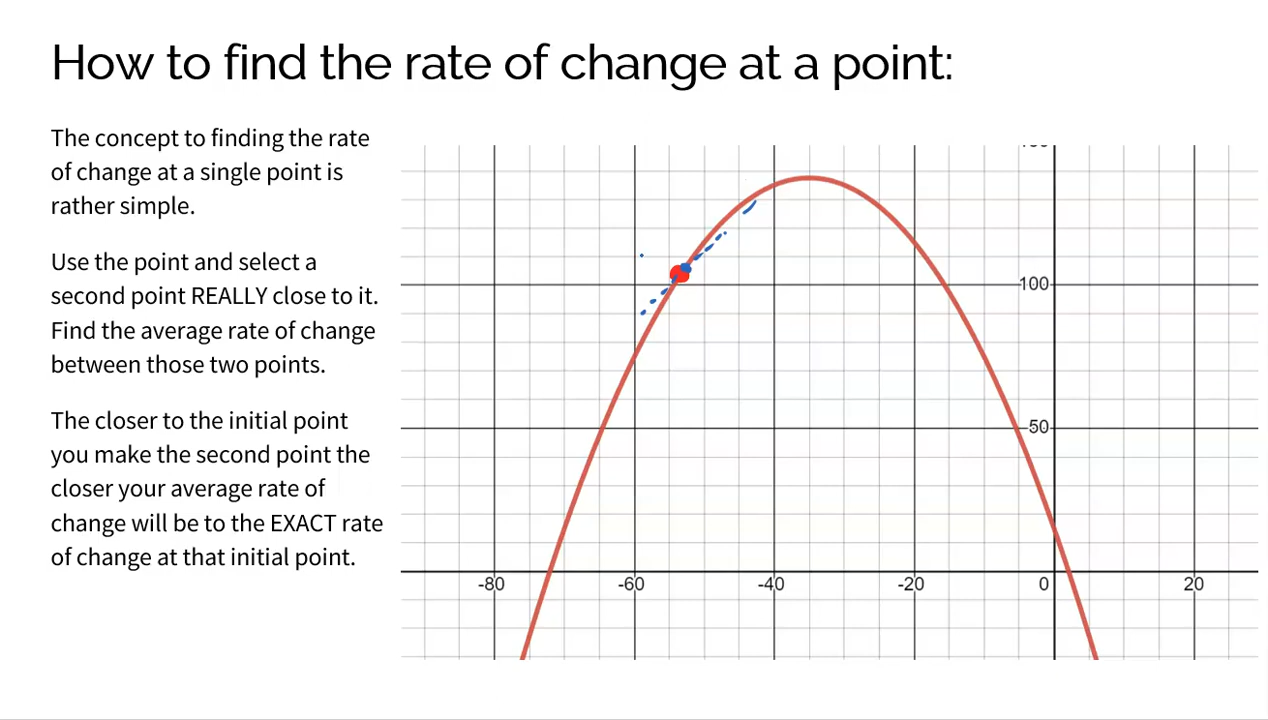 How to find the rate of change at a point:
The concept to finding the rate
of change at a single point is
rather simple.
Use the point and select a
second point REALLY close to it.
Find the average rate of change
between those two points.
The closer to the initial point
you make the second point the
closer your average rate of
change will be to the EXACT rate
of change at that initial point.
100
50
-80 -60 -40 -20 0 20